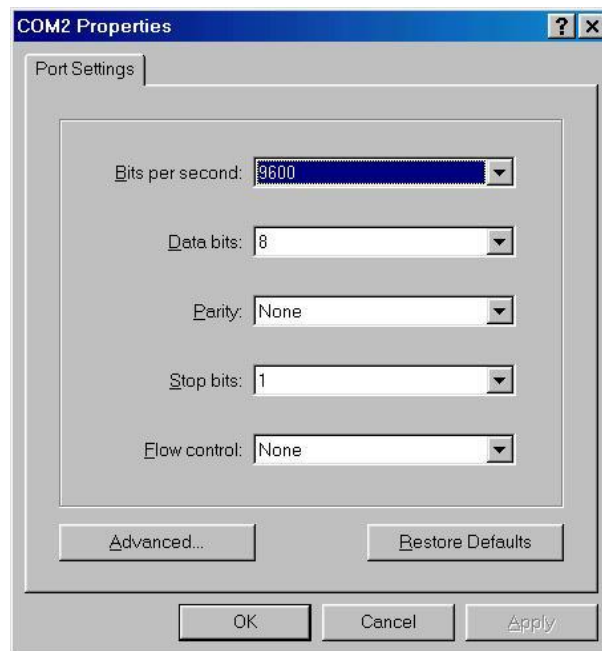 COM2 Properties
Port Settings
Bits per second: 9600
Data bits: 8
Parity: None
Stop bits: 1
Flow control: None
Advanced... Restore Defaults
OK Cancel Apply